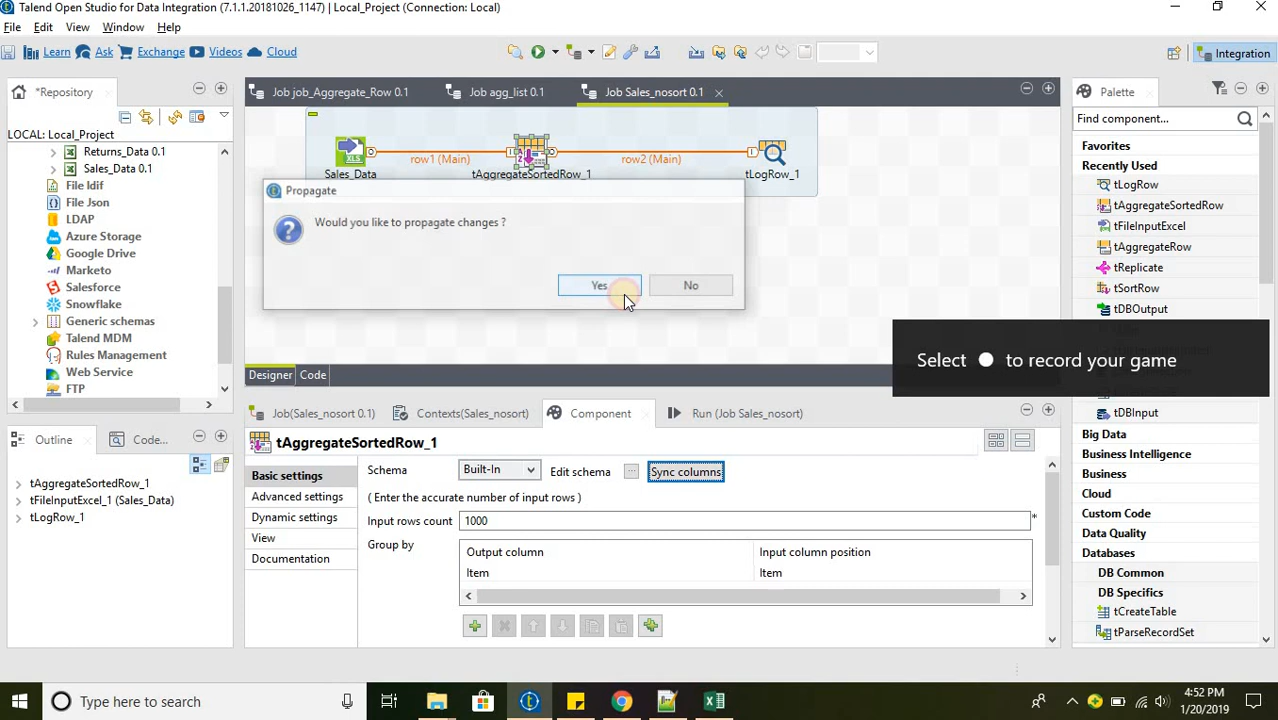 Talend Open Studio for Data Integration (7.1.1.20181026_1147) | Local_Project (Connection: Local)
File Edit View Window Help
Learn Ask Exchange Videos Cloud
Integration
*Repository
LOCAL: Local_Project
Returns_Data 0.1
Sales_Data 0.1
File ldif
File Json
LDAP
Azure Storage
Google Drive
Marketo
Salesforce
Snowflake
Generic schemas
Talend MDM
Rules Management
Web Service
FTP
Outline
Code...
tAggregateSortedRow_1
tFileInputExcel_1 (Sales_Data)
tLogRow_1
Job job_Aggregate_Row 0.1
Job agg_list 0.1
Job Sales_nosort 0.1
XLS
row1 (Main)
row2 (Main)
Sales_Data
tAggregateSortedRow_1
tLogRow_1
Propagate
Would you like to propagate changes ?
Yes
No
Designer Code
Job(Sales_nosort 0.1)
Contexts(Sales_nosort)
Component
Run (Job Sales_nosort)
tAggregateSortedRow_1
Basic settings
Advanced settings
Dynamic settings
View
Documentation
Schema Built-In Edit schema ... Sync columns
( Enter the accurate number of input rows )
Input rows count 1000 *
Group by
Output column Input column position
Item Item
Palette
Find component...
Favorites
Recently Used
tLogRow
tAggregateSortedRow
tFileInputExcel
tAggregateRow
tReplicate
tSortRow
tDBOutput
Select ● to record your game
tDBInput
Big Data
Business Intelligence
Business
Cloud
Custom Code
Data Quality
Databases
DB Common
DB Specifics
tCreateTable
tParseRecordSet
Type here to search
4:52 PM
1/20/2019